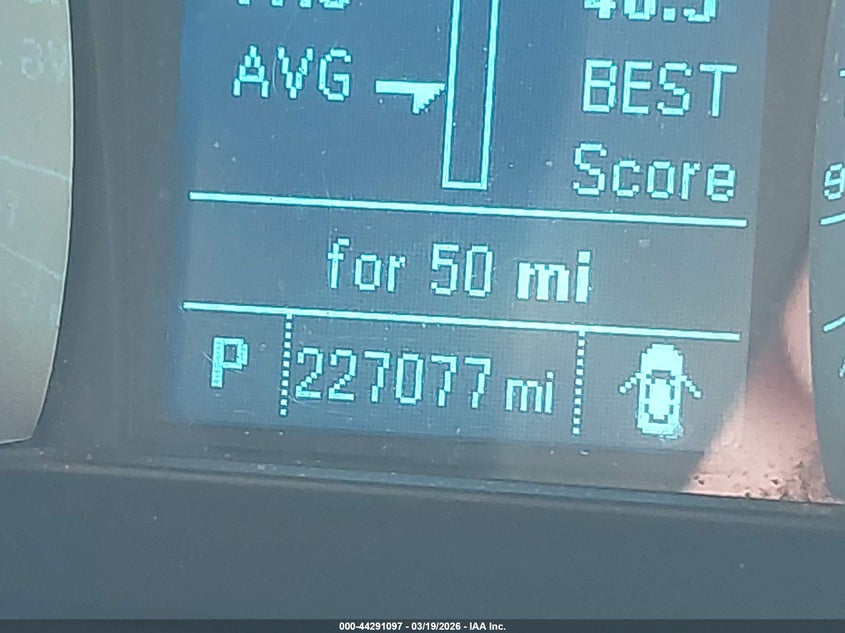 AVG
BEST
Score
for 50 mi
P 227077 mi
000-44291097 - 03/19/2026 - IAA Inc.